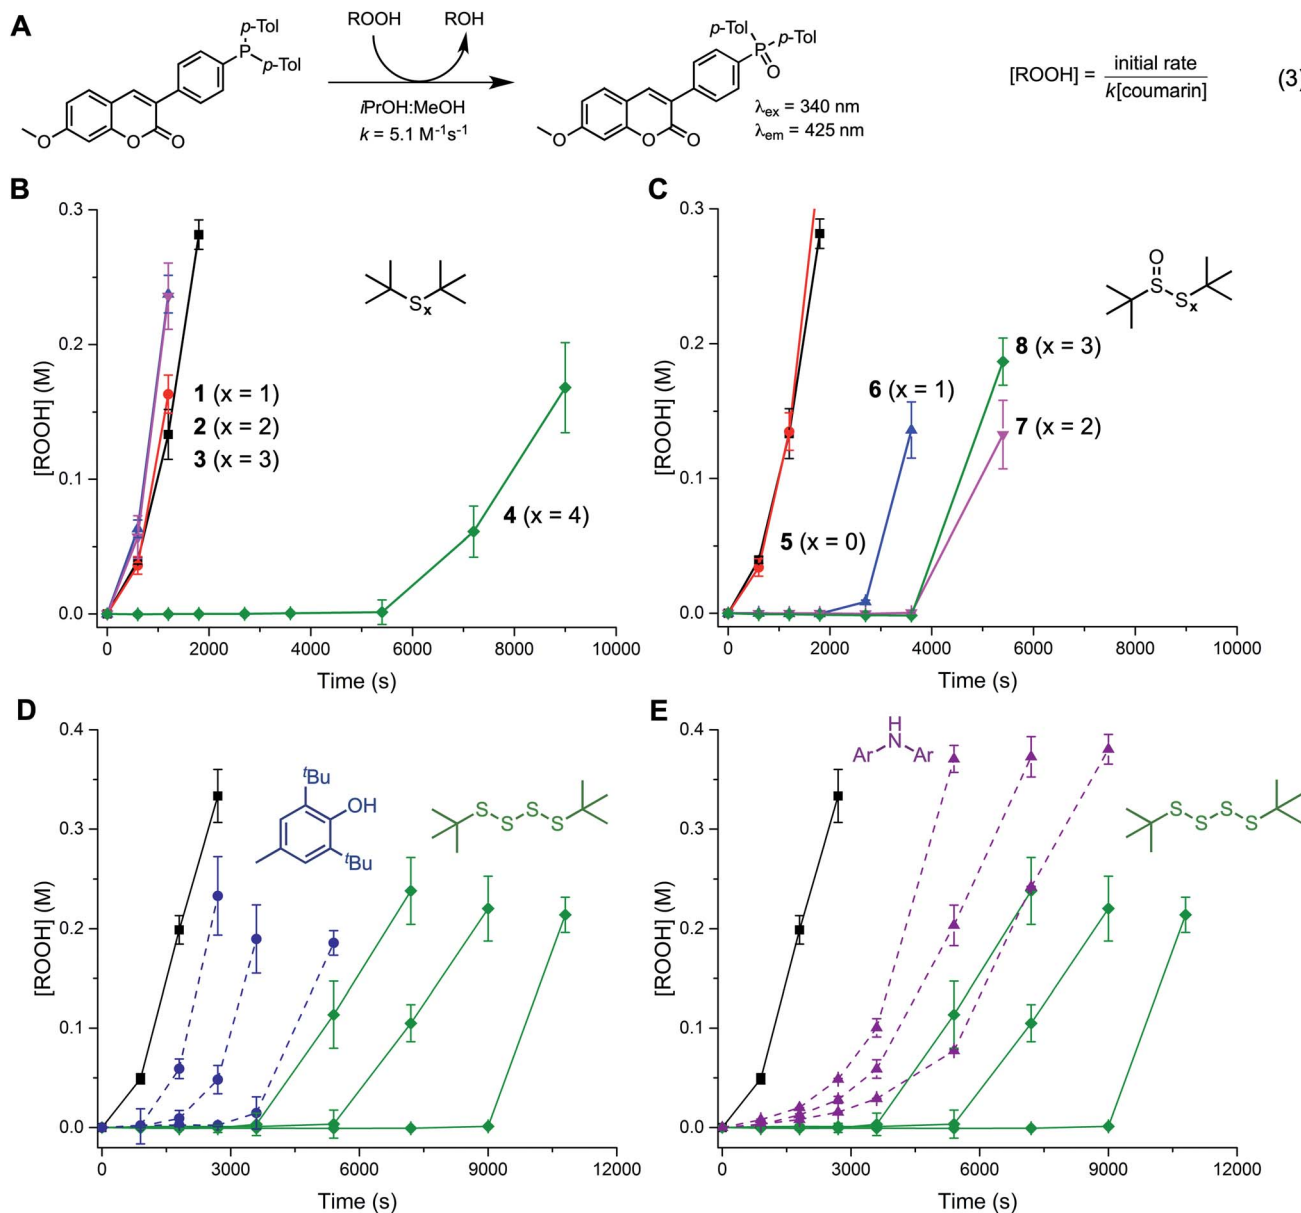 A
p-Tol
P
p-Tol
O
O
O
ROOH
ROH
iPrOH:MeOH
k = 5.1 M⁻¹s⁻¹
p-Tol
P
p-Tol
O
O
O
O
λex = 340 nm
λem = 425 nm
[ROOH] = initial rate
k[coumarin]
(3)
B
0.3
0.2
0.1
0.0
[ROOH] (M)
Sx
1 (x = 1)
2 (x = 2)
3 (x = 3)
4 (x = 4)
0 2000 4000 6000 8000 10000
Time (s)
C
0.3
0.2
0.1
0.0
[ROOH] (M)
O
S
Sx
8 (x = 3)
6 (x = 1)
7 (x = 2)
5 (x = 0)
0 2000 4000 6000 8000 10000
Time (s)
D
0.4
0.3
0.2
0.1
0.0
[ROOH] (M)
tBu
OH
tBu
S S S S
0 3000 6000 9000 12000
Time (s)
E
0.4
0.3
0.2
0.1
0.0
[ROOH] (M)
H
Ar N Ar
S S S S
0 3000 6000 9000 12000
Time (s)